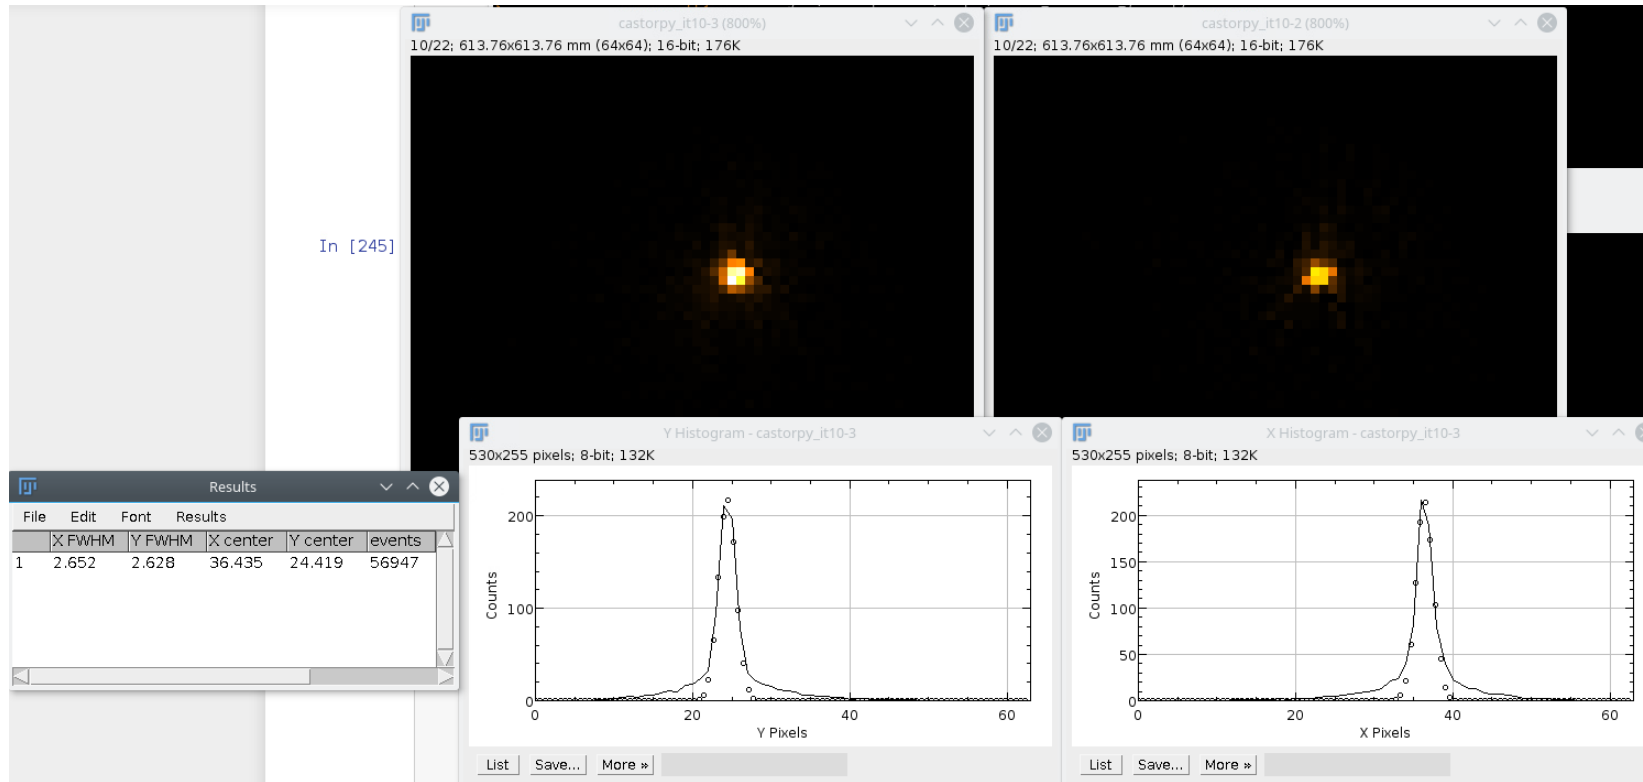 castorpy_it10-3 (800%)
10/22; 613.76x613.76 mm (64x64); 16-bit; 176K
castorpy_it10-2 (800%)
10/22; 613.76x613.76 mm (64x64); 16-bit; 176K
In [245]
Y Histogram - castorpy_it10-3
530x255 pixels; 8-bit; 132K
200
100
0
0 20 40 60
Counts
Y Pixels
List Save... More »
X Histogram - castorpy_it10-3
530x255 pixels; 8-bit; 132K
200
150
100
50
0
0 20 40 60
Counts
X Pixels
List Save... More »
Results
File Edit Font Results
X FWHM Y FWHM X center Y center events
1 2.652 2.628 36.435 24.419 56947